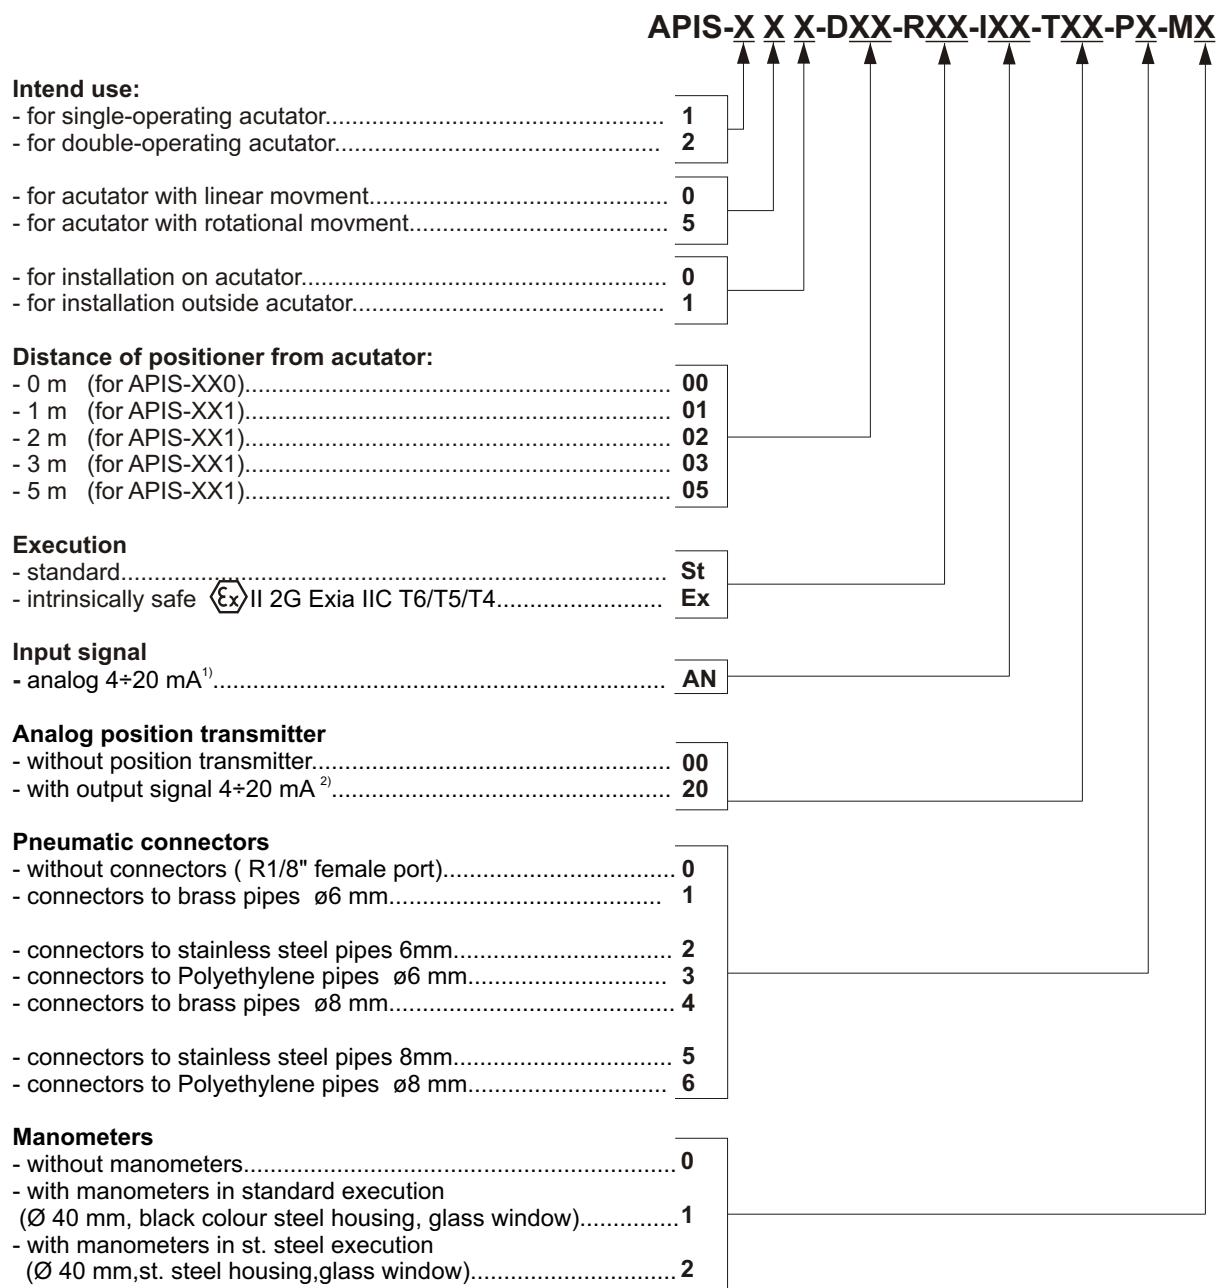 APIS-X X X-DXX-RXX-IXX-TXX-PX-MX
Intend use:
- for single-operating acutator.................................................. 1
- for double-operating acutator................................................. 2
- for acutator with linear movment............................................. 0
- for acutator with rotational movment...................................... 5
- for installation on acutator...................................................... 0
- for installation outside acutator.............................................. 1
Distance of positioner from acutator:
- 0 m (for APIS-XX0)............................................................... 00
- 1 m (for APIS-XX1)............................................................... 01
- 2 m (for APIS-XX1)............................................................... 02
- 3 m (for APIS-XX1)............................................................... 03
- 5 m (for APIS-XX1)............................................................... 05
Execution
- standard................................................................................ St
- intrinsically safe εx II 2G Exia IIC T6/T5/T4......................... Ex
Input signal
- analog 4÷20 mA1)................................................................... AN
Analog position transmitter
- without position transmitter..................................................... 00
- with output signal 4÷20 mA 2).................................................. 20
Pneumatic connectors
- without connectors ( R1/8" female port).................................. 0
- connectors to brass pipes ø6 mm......................................... 1
- connectors to stainless steel pipes 6mm................................ 2
- connectors to Polyethylene pipes ø6 mm............................. 3
- connectors to brass pipes ø8 mm.......................................... 4
- connectors to stainless steel pipes 8mm................................ 5
- connectors to Polyethylene pipes ø8 mm............................. 6
Manometers
- without manometers................................................................ 0
- with manometers in standard execution
(Ø 40 mm, black colour steel housing, glass window)...............1
- with manometers in st. steel execution
(Ø 40 mm,st. steel housing,glass window).............................. 2